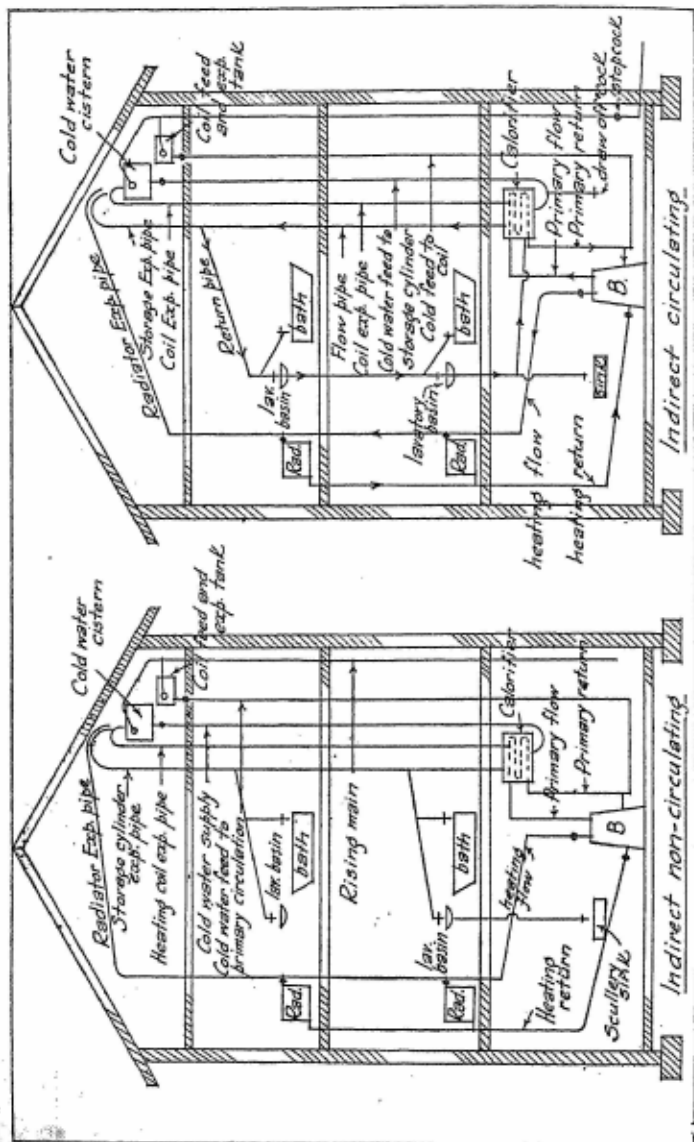 Radiator Exp. pipe
Storage cylinder
Exp. pipe
Heating coil exp. pipe
Cold water
cistern
Coil feed and
exp. tank
Cold water supply
Cold water feed to
primary circulation
lav. basin
bath
Rad.
Rising main
lav.
basin
bath
Rad.
heating
flow
Calorifier
Primary flow
Primary return
B
Heating
return
Scullery
sink
Indirect non-circulating
Radiator Exp. pipe
Storage Exp. pipe
Coil Exp. pipe
Cold water
cistern
Coil feed
and exp.
tank
Return pipe
lav.
basin
bath
Rad.
Flow pipe
Coil exp. pipe
Cold water feed to
storage cylinder
Cold feed to
coil
lavatory
basin
bath
Rad.
heating flow
heating return
Calorifier
Primary flow
Primary return
draw off cock
stopcock
B.
Sink
Indirect circulating